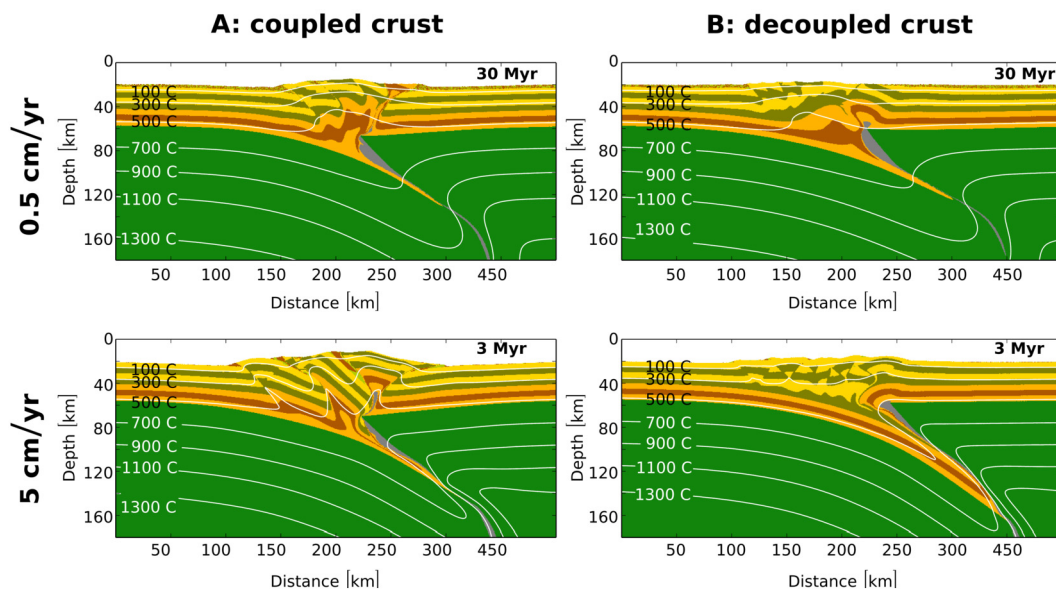 A: coupled crust
B: decoupled crust
0.5 cm/yr
5 cm/yr
0
40
80
120
160
Depth [km]
30 Myr
100 C
300 C
500 C
700 C
900 C
1100 C
1300 C
50 100 150 200 250 300 450
Distance [km]
0
40
80
120
160
Depth [km]
30 Myr
100 C
300 C
500 C
700 C
900 C
1100 C
1300 C
50 100 150 200 250 300 450
Distance [km]
0
40
80
120
160
Depth [km]
3 Myr
100 C
300 C
500 C
700 C
900 C
1100 C
1300 C
50 100 150 200 250 300 450
Distance [km]
0
40
80
120
160
Depth [km]
3 Myr
100 C
300 C
500 C
700 C
900 C
1100 C
1300 C
50 100 150 200 250 300 450
Distance [km]